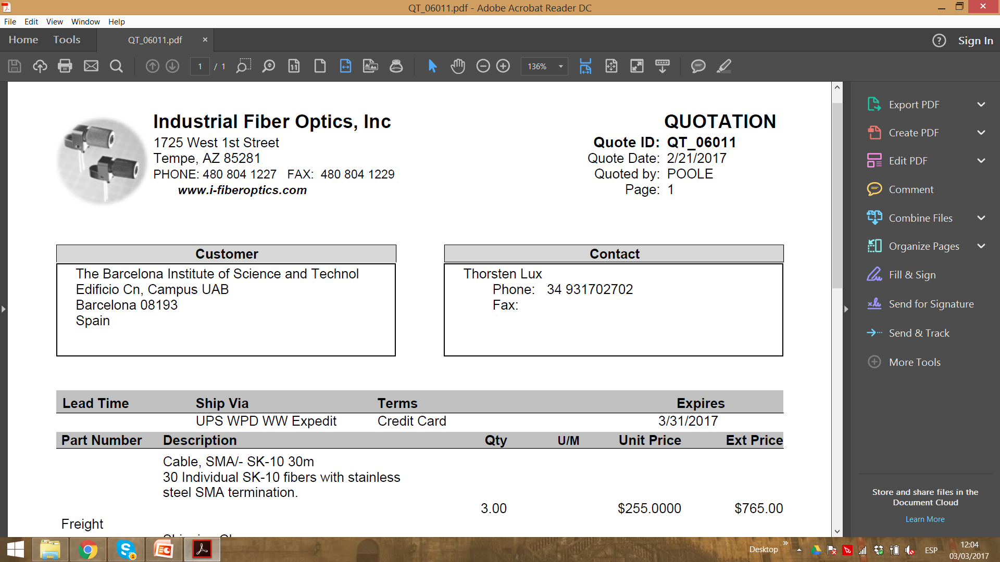 QT_06011.pdf - Adobe Acrobat Reader DC
File Edit View Window Help
Home Tools QT_06011.pdf × ? Sign In
1 / 1 1:1 136%
Industrial Fiber Optics, Inc
1725 West 1st Street
Tempe, AZ 85281
PHONE: 480 804 1227 FAX: 480 804 1229
www.i-fiberoptics.com
QUOTATION
Quote ID: QT_06011
Quote Date: 2/21/2017
Quoted by: POOLE
Page: 1
Customer
The Barcelona Institute of Science and Technol
Edificio Cn, Campus UAB
Barcelona 08193
Spain
Contact
Thorsten Lux
Phone: 34 931702702
Fax:
Lead Time Ship Via Terms Expires
UPS WPD WW Expedit Credit Card 3/31/2017
Part Number Description Qty U/M Unit Price Ext Price
Cable, SMA/- SK-10 30m
30 Individual SK-10 fibers with stainless
steel SMA termination.
3.00 $255.0000 $765.00
Freight
Export PDF
Create PDF
Edit PDF
Comment
Combine Files
Organize Pages
Fill & Sign
Send for Signature
Send & Track
More Tools
Store and share files in the
Document Cloud
Learn More
Desktop » ESP 12:04
03/03/2017